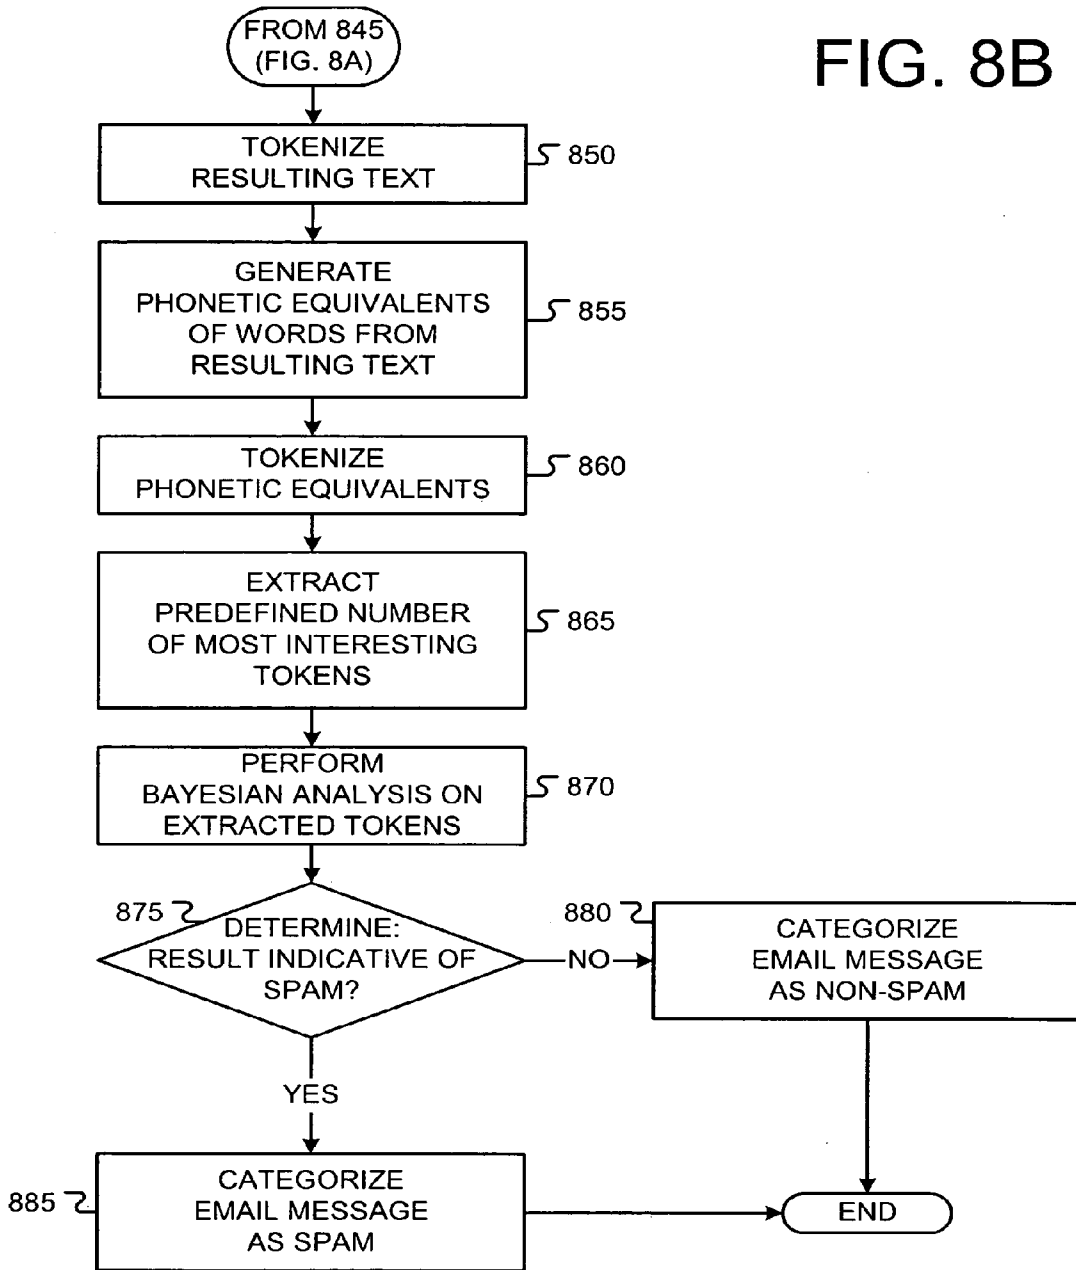 FROM 845
(FIG. 8A)
FIG. 8B
TOKENIZE
RESULTING TEXT
850
GENERATE
PHONETIC EQUIVALENTS
OF WORDS FROM
RESULTING TEXT
855
TOKENIZE
PHONETIC EQUIVALENTS
860
EXTRACT
PREDEFINED NUMBER
OF MOST INTERESTING
TOKENS
865
PERFORM
BAYESIAN ANALYSIS ON
EXTRACTED TOKENS
870
875
DETERMINE:
RESULT INDICATIVE OF
SPAM?
NO
880
CATEGORIZE
EMAIL MESSAGE
AS NON-SPAM
YES
885
CATEGORIZE
EMAIL MESSAGE
AS SPAM
END